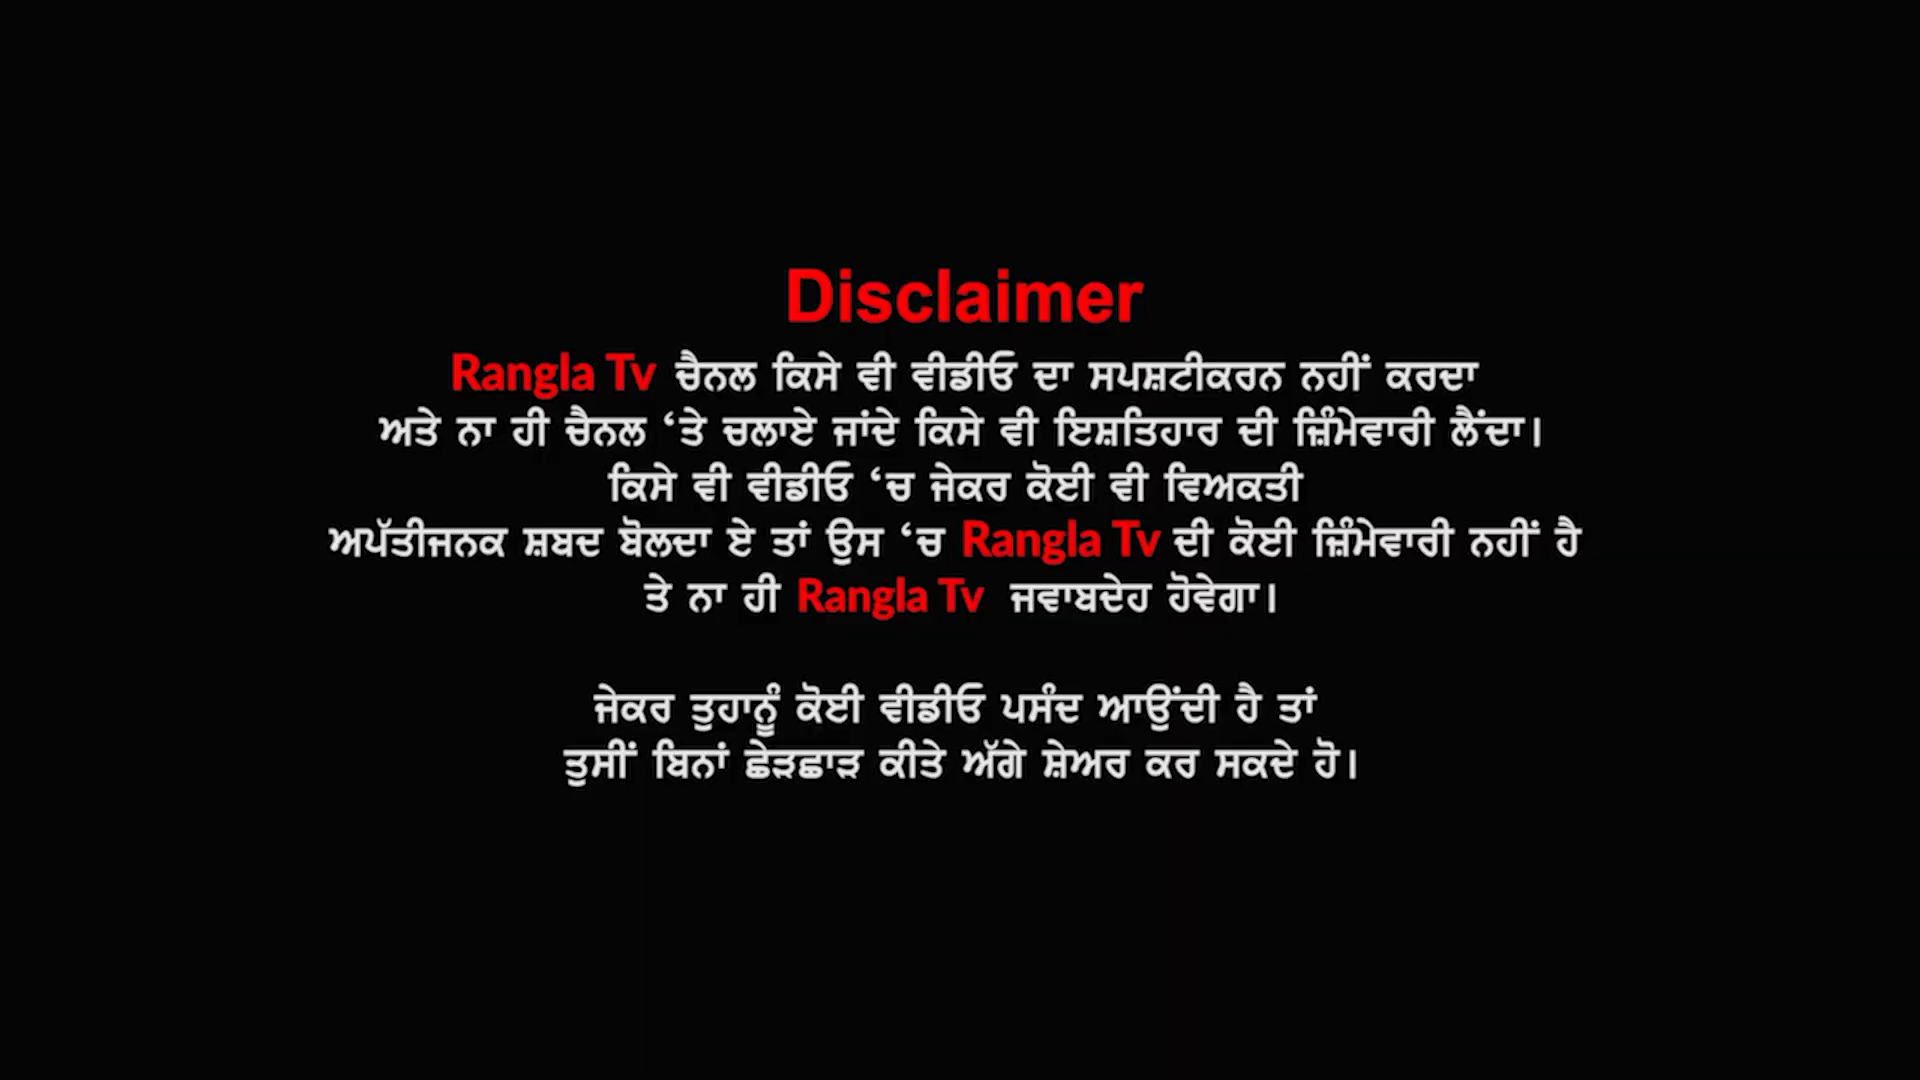 Disclaimer
Rangla Tv ਚੈਨਲ ਕਿਸੇ ਵੀ ਵੀਡੀਓ ਦਾ ਸਪਸ਼ਟੀਕਰਨ ਨਹੀਂ ਕਰਦਾ
ਅਤੇ ਨਾ ਹੀ ਚੈਨਲ ‘ਤੇ ਚਲਾਏ ਜਾਂਦੇ ਕਿਸੇ ਵੀ ਇਸ਼ਤਿਹਾਰ ਦੀ ਜ਼ਿੰਮੇਵਾਰੀ ਲੈਂਦਾ।
ਕਿਸੇ ਵੀ ਵੀਡੀਓ ‘ਚ ਜੇਕਰ ਕੋਈ ਵੀ ਵਿਅਕਤੀ
ਅਪੱਤੀਜਨਕ ਸ਼ਬਦ ਬੋਲਦਾ ਏ ਤਾਂ ਉਸ ‘ਚ Rangla Tv ਦੀ ਕੋਈ ਜ਼ਿੰਮੇਵਾਰੀ ਨਹੀਂ ਹੈ
ਤੇ ਨਾ ਹੀ Rangla Tv ਜਵਾਬਦੇਹ ਹੋਵੇਗਾ।
ਜੇਕਰ ਤੁਹਾਨੂੰ ਕੋਈ ਵੀਡੀਓ ਪਸੰਦ ਆਉਂਦੀ ਹੈ ਤਾਂ
ਤੁਸੀਂ ਬਿਨਾਂ ਛੇੜਛਾੜ ਕੀਤੇ ਅੱਗੇ ਸ਼ੇਅਰ ਕਰ ਸਕਦੇ ਹੋ।